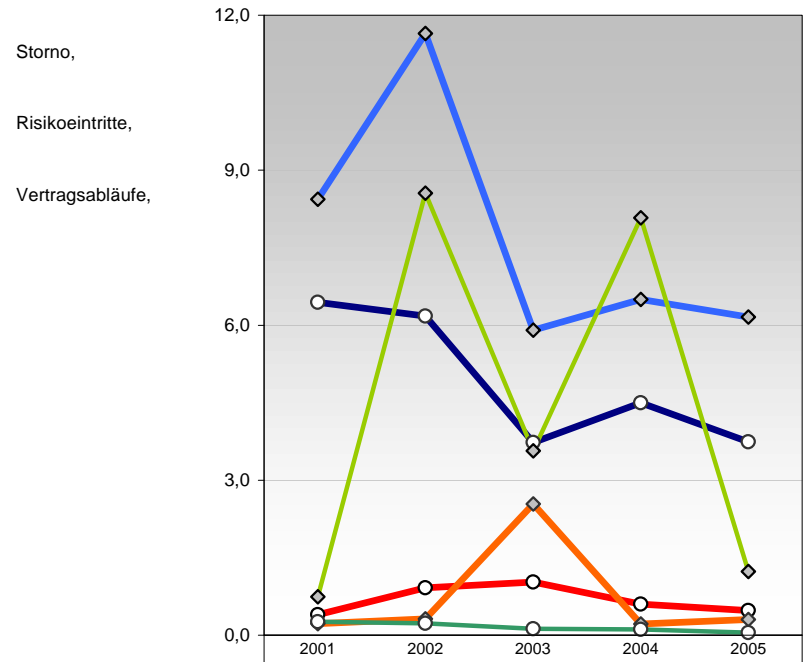 12,0
Storno,
Risikoeintritte,
9,0
Vertragsabläufe,
6,0
3,0
0,0
2001 2002 2003 2004 2005